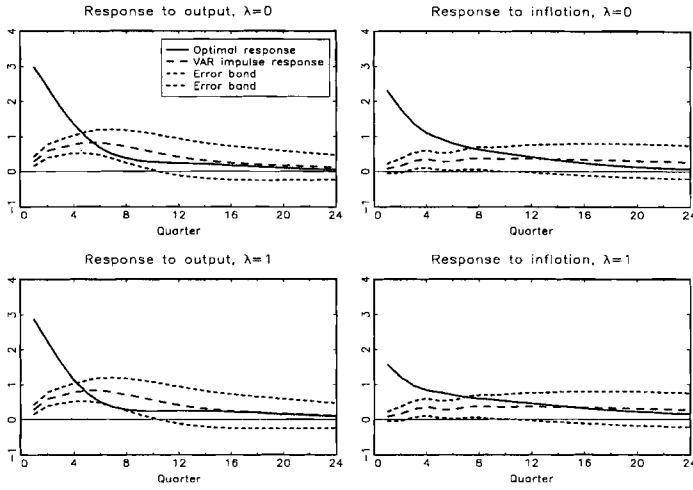 Response to output, λ=0
Optimal response
VAR impulse response
Error band
Error band
4
3
2
1
0
-1
0 4 8 12 16 20 24
Quarter
Response to inflation, λ=0
4
3
2
1
0
-1
0 4 8 12 16 20 24
Quarter
Response to output, λ=1
4
3
2
1
0
-1
0 4 8 12 16 20 24
Quarter
Response to inflation, λ=1
4
3
2
1
0
-1
0 4 8 12 16 20 24
Quarter